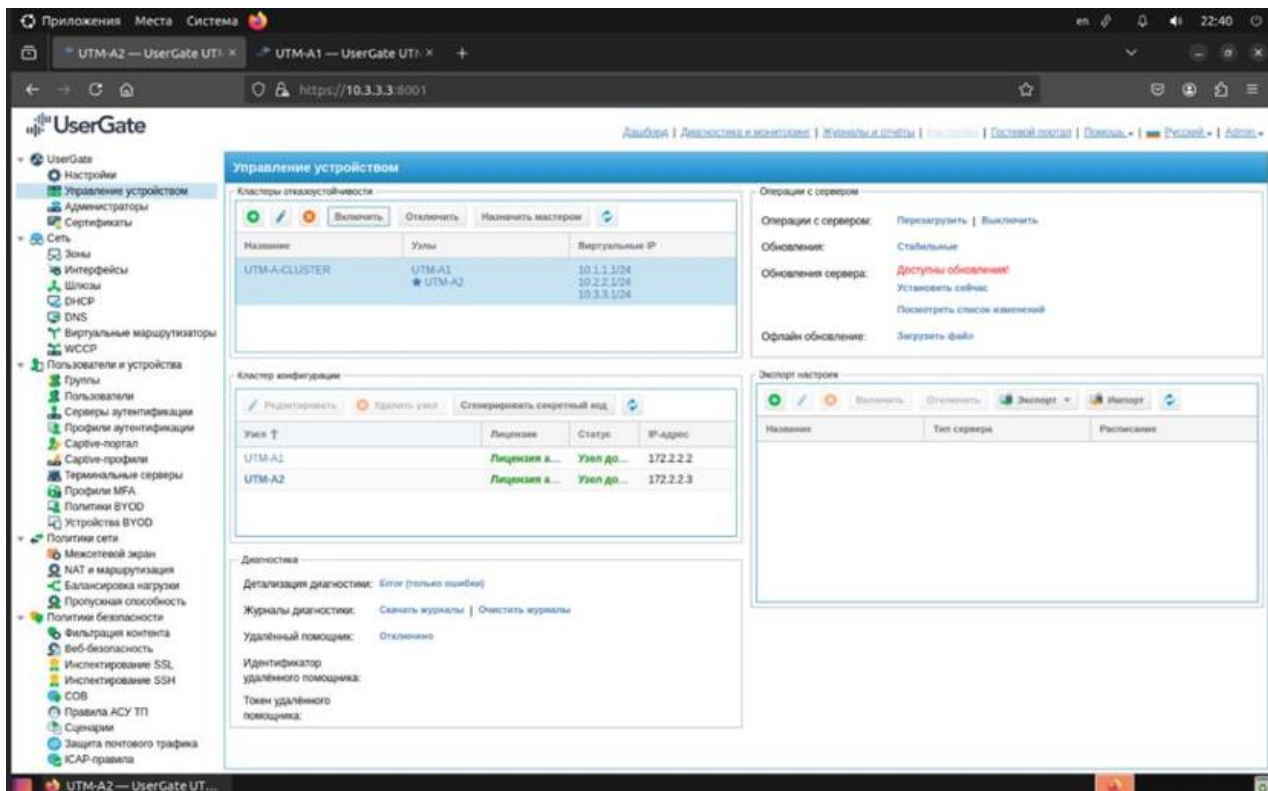 Приложения Места Система en 22:40
UTM-A2 — UserGate UTM × UTM-A1 — UserGate UTM × +
https://10.3.3.3:8001
UserGate
Дашборд | Диагностика и мониторинг | Журналы и отчёты | | Гостевой портал | Помощь | Русский | Admin
UserGate
Настройки
Управление устройством
Администраторы
Сертификаты
Сеть
Зоны
Интерфейсы
Шлюзы
DHCP
DNS
Виртуальные маршрутизаторы
WCCP
Пользователи и устройства
Группы
Пользователи
Серверы аутентификации
Профили аутентификации
Captive-портал
Captive-профили
Терминальные серверы
Профили MFA
Политики BYOD
Устройства BYOD
Политики сети
Межсетевой экран
NAT и маршрутизация
Балансировка нагрузки
Пропускная способность
Политики безопасности
Фильтрация контента
Веб-безопасность
Инспектирование SSL
Инспектирование SSH
СОВ
Правила АСУ ТП
Сценарии
Защита почтового трафика
ICAP-правила
Управление устройством
Кластеры отказоустойчивости
Включить Отключить Назначить мастером
Название Узлы Виртуальные IP
UTM-A-CLUSTER UTM-A1 10.1.1.1/24
UTM-A2 10.2.2.1/24
10.3.3.1/24
Кластер конфигурации
Редактировать Удалить узел Сгенерировать секретный код
Узел ↑ Лицензия Статус IP-адрес
UTM-A1 Лицензия а... Узел до... 172.2.2.2
UTM-A2 Лицензия а... Узел до... 172.2.2.3
Диагностика
Детализация диагностики: Error (только ошибки)
Журналы диагностики: Скачать журналы | Очистить журналы
Удалённый помощник: Отключено
Идентификатор
удалённого помощника:
Токен удалённого
помощника:
Операции с сервером
Операции с сервером: Перезагрузить | Выключить
Обновления: Стабильные
Обновления сервера: Доступны обновления!
Установить сейчас
Посмотреть список изменений
Офлайн обновление: Загрузить файл
Экспорт настроек
Включить Отключить Экспорт Импорт
Название Тип сервера Расписание
UTM-A2 — UserGate UT...